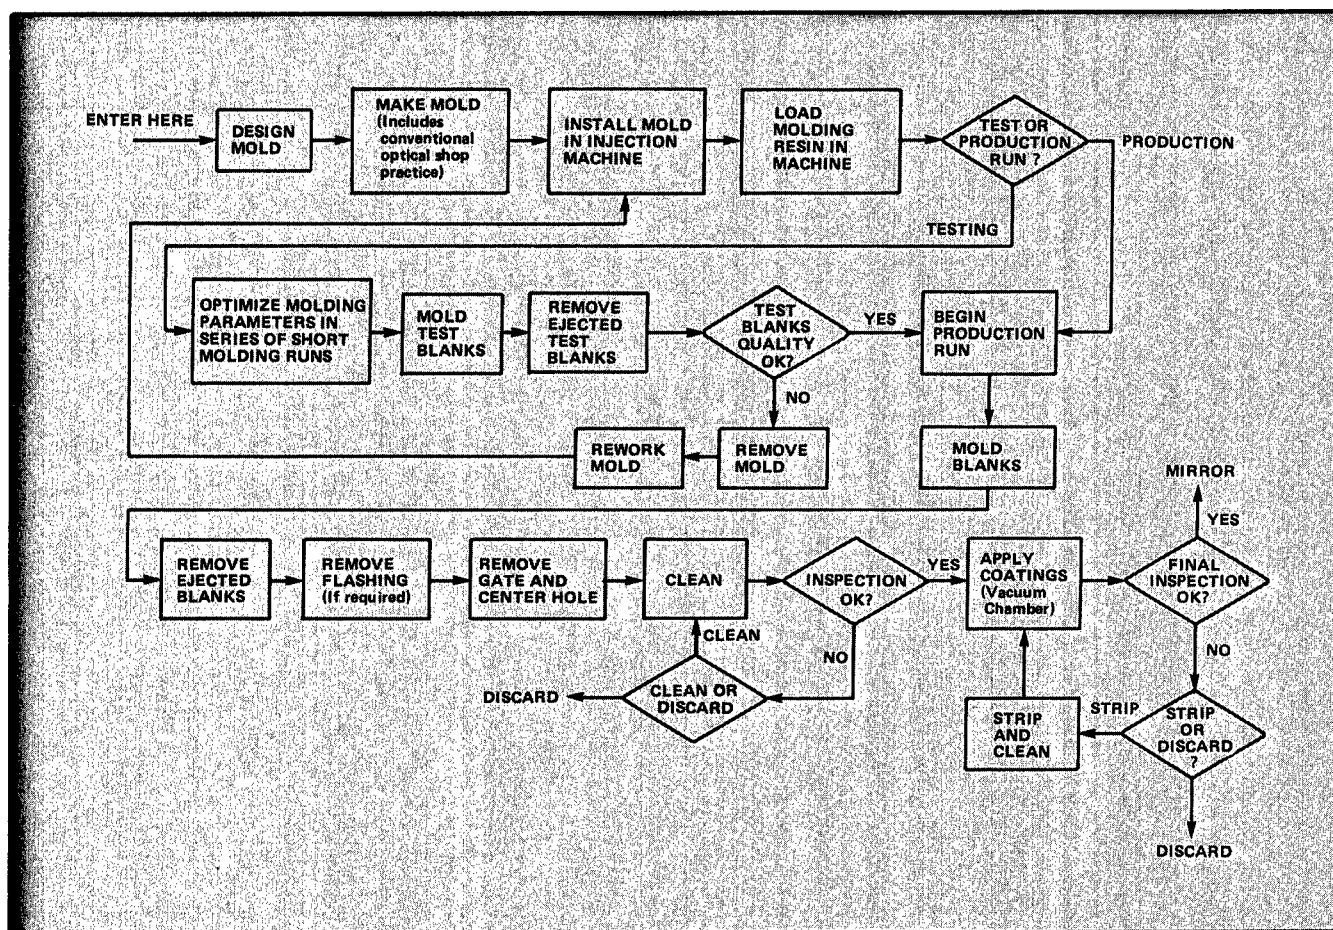 ENTER HERE
DESIGN
MOLD
MAKE MOLD
(Includes
conventional
optical shop
practice)
INSTALL MOLD
IN INJECTION
MACHINE
LOAD
MOLDING
RESIN IN
MACHINE
TEST OR
PRODUCTION
RUN ?
PRODUCTION
TESTING
OPTIMIZE MOLDING
PARAMETERS IN
SERIES OF SHORT
MOLDING RUNS
MOLD
TEST
BLANKS
REMOVE
EJECTED
TEST
BLANKS
TEST
BLANKS
QUALITY
OK?
YES
BEGIN
PRODUCTION
RUN
NO
REWORK
MOLD
REMOVE
MOLD
MOLD
BLANKS
MIRROR
YES
REMOVE
EJECTED
BLANKS
REMOVE
FLASHING
(If required)
REMOVE
GATE AND
CENTER HOLE
CLEAN
INSPECTION
OK?
YES
APPLY
COATINGS
(Vacuum
Chamber)
FINAL
INSPECTION
OK?
CLEAN
NO
NO
DISCARD
CLEAN OR
DISCARD
STRIP
AND
CLEAN
STRIP
STRIP
OR
DISCARD
?
DISCARD